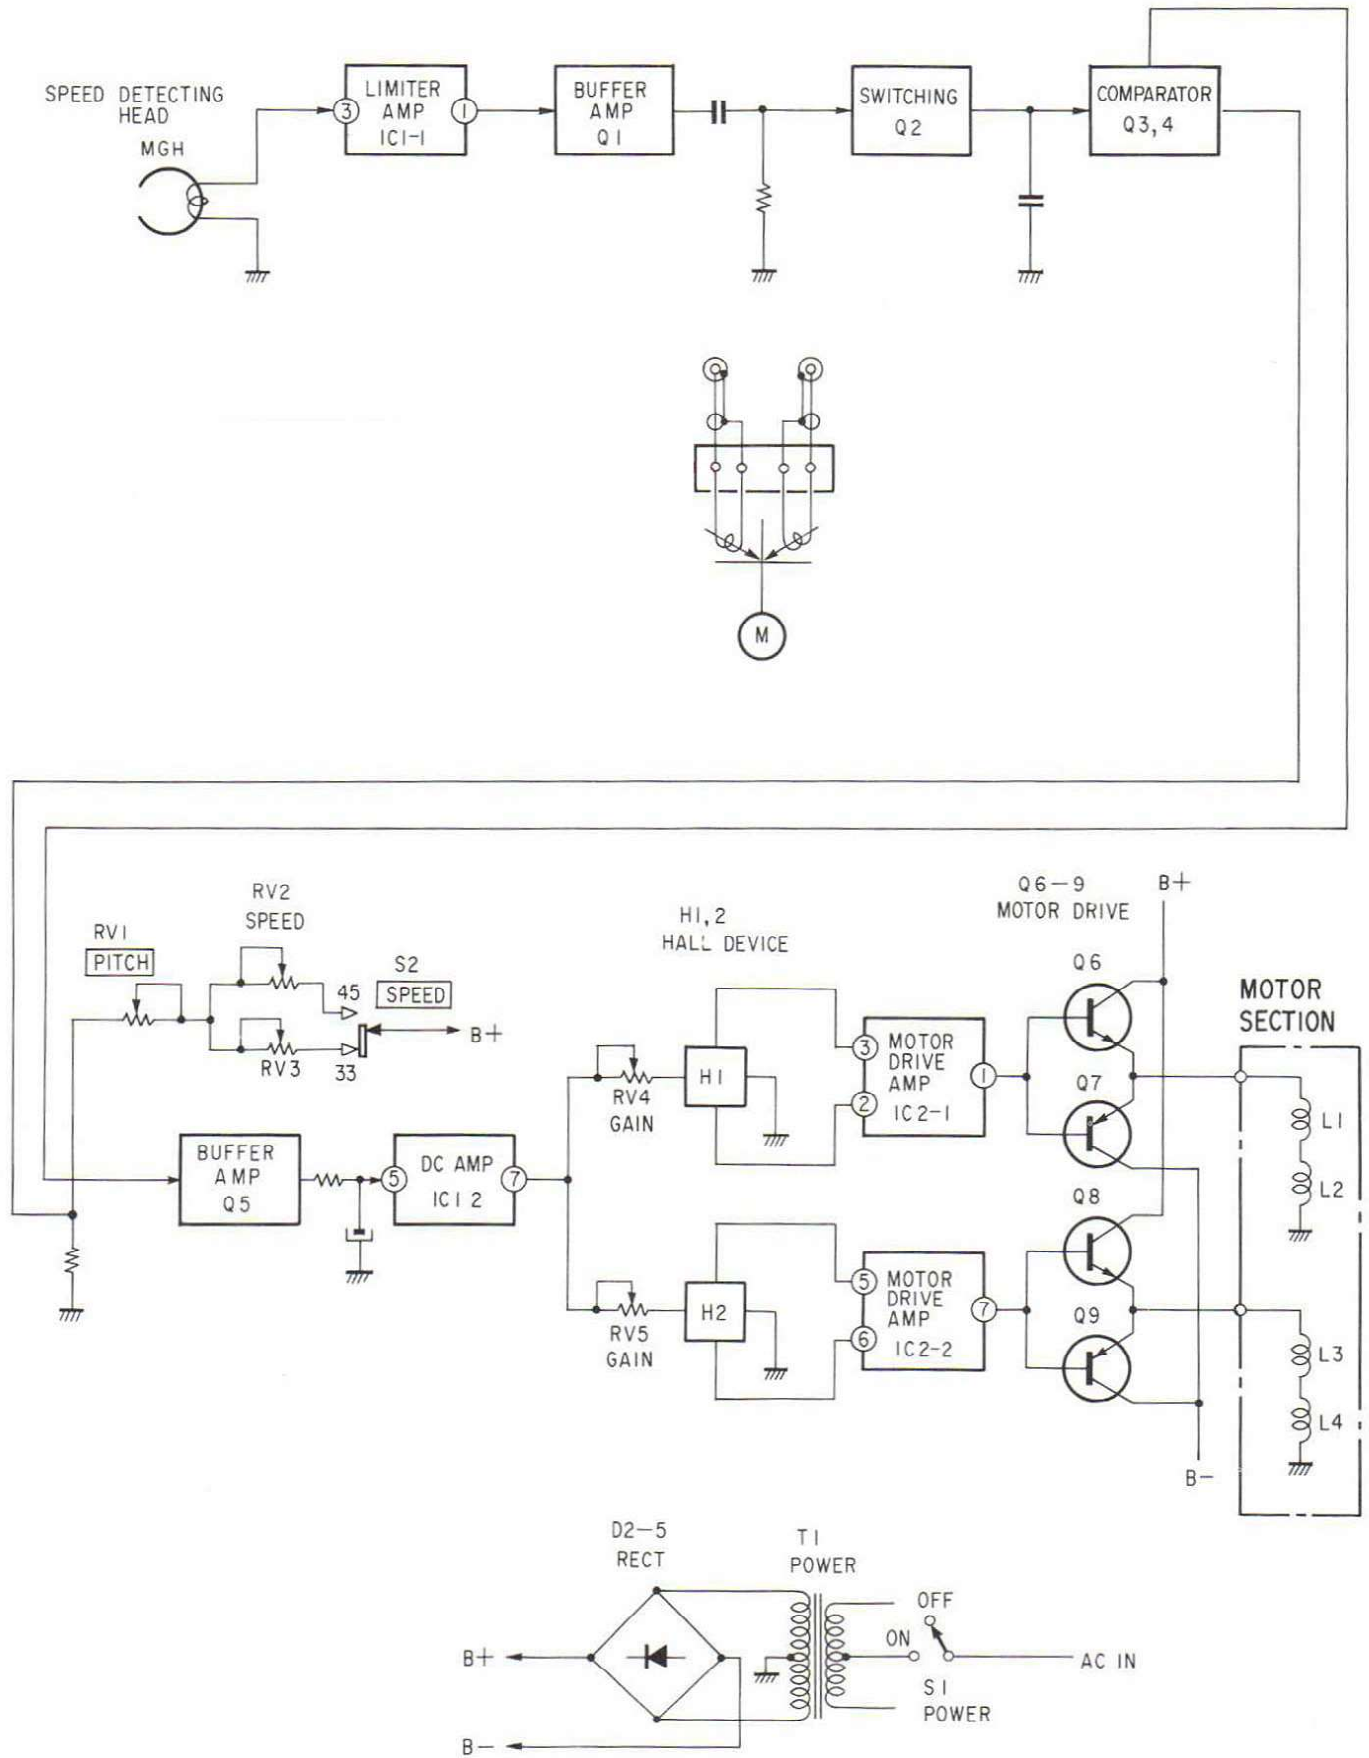 SPEED DETECTING
HEAD
MGH
3
LIMITER
AMP
IC1-1
1
BUFFER
AMP
Q1
SWITCHING
Q2
COMPARATOR
Q3,4
M
RV1
PITCH
RV2
SPEED
45
S2
SPEED
B+
RV3
33
BUFFER
AMP
Q5
5
DC AMP
IC1 2
7
H1,2
HALL DEVICE
RV4
GAIN
H1
3
2
MOTOR
DRIVE
AMP
IC2-1
1
RV5
GAIN
H2
5
6
MOTOR
DRIVE
AMP
IC2-2
7
Q6-9
MOTOR DRIVE
B+
Q6
Q7
Q8
Q9
B-
MOTOR
SECTION
L1
L2
L3
L4
D2-5
RECT
T1
POWER
B+
B-
OFF
ON
S1
POWER
AC IN